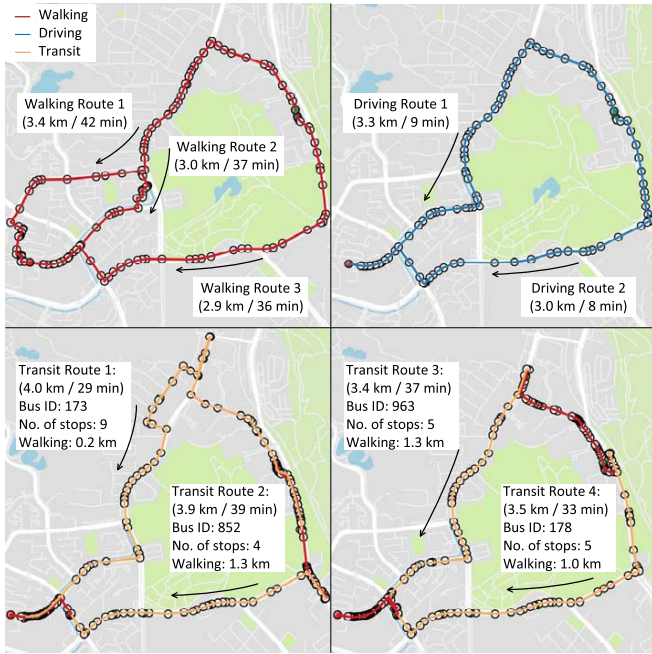 Walking
Driving
Transit
Walking Route 1
(3.4 km / 42 min)
Walking Route 2
(3.0 km / 37 min)
Walking Route 3
(2.9 km / 36 min)
Driving Route 1
(3.3 km / 9 min)
Driving Route 2
(3.0 km / 8 min)
Transit Route 1:
(4.0 km / 29 min)
Bus ID: 173
No. of stops: 9
Walking: 0.2 km
Transit Route 2:
(3.9 km / 39 min)
Bus ID: 852
No. of stops: 4
Walking: 1.3 km
Transit Route 3:
(3.4 km / 37 min)
Bus ID: 963
No. of stops: 5
Walking: 1.3 km
Transit Route 4:
(3.5 km / 33 min)
Bus ID: 178
No. of stops: 5
Walking: 1.0 km